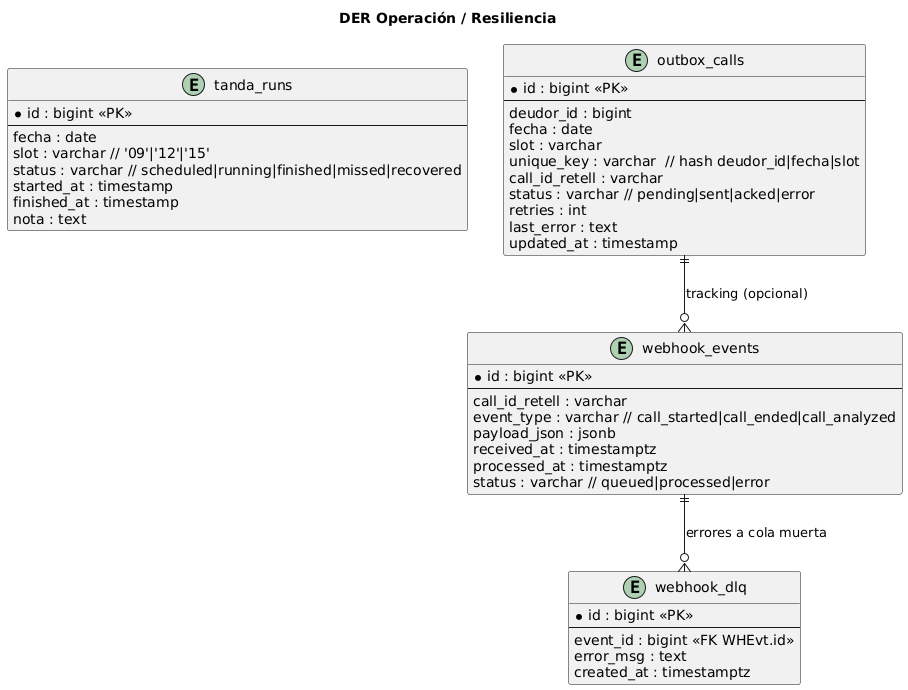 DER Operación / Resiliencia
E tanda_runs
id : bigint «PK»
fecha : date
slot : varchar // '09'|'12'|'15'
status : varchar // scheduled|running|finished|missed|recovered
started_at : timestamp
finished_at : timestamp
nota : text
E outbox_calls
id : bigint «PK»
deudor_id : bigint
fecha : date
slot : varchar
unique_key : varchar  // hash deudor_id|fecha|slot
call_id_retell : varchar
status : varchar // pending|sent|acked|error
retries : int
last_error : text
updated_at : timestamp
tracking (opcional)
E webhook_events
id : bigint «PK»
call_id_retell : varchar
event_type : varchar // call_started|call_ended|call_analyzed
payload_json : jsonb
received_at : timestamptz
processed_at : timestamptz
status : varchar // queued|processed|error
errores a cola muerta
E webhook_dlq
id : bigint «PK»
event_id : bigint «FK WHEvt.id»
error_msg : text
created_at : timestamptz